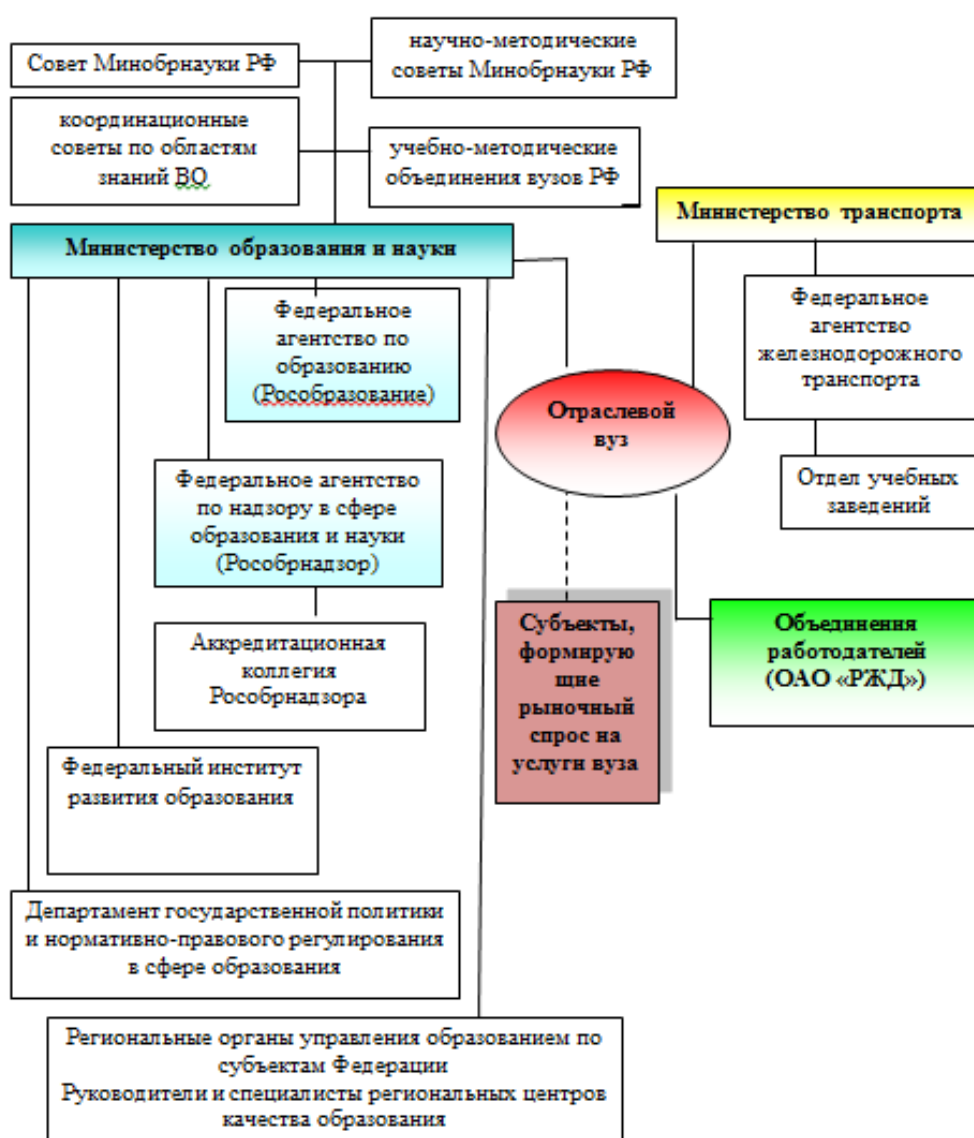 Совет Минобрнауки РФ
научно-методические
советы Минобрнауки РФ
координационные
советы по областям
знаний ВО
учебно-методические
объединения вузов РФ
Министерство транспорта
Министерство образования и науки
Федеральное
агентство по
образованию
(Рособразование)
Федеральное
агентство
железнодорожного
транспорта
Отраслевой
вуз
Федеральное агентство
по надзору в сфере
образования и науки
(Рособрнадзор)
Отдел учебных
заведений
Аккредитационная
коллегия
Рособрнадзора
Субъекты,
формирую
щие
рыночный
спрос на
услуги вуза
Объединения
работодателей
(ОАО «РЖД»)
Федеральный институт
развития образования
Департамент государственной политики
и нормативно-правового регулирования
в сфере образования
Региональные органы управления образованием по
субъектам Федерации
Руководители и специалисты региональных центров
качества образования